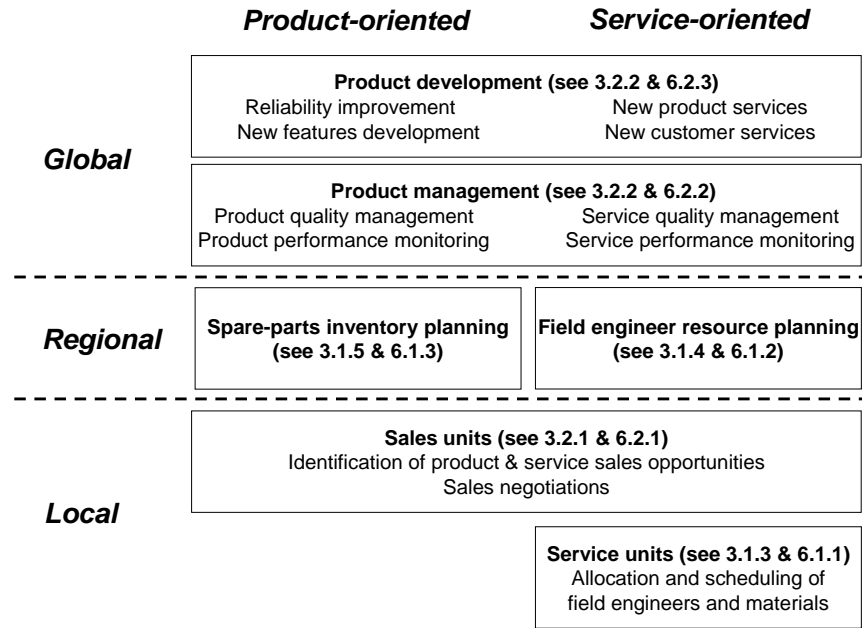 Product-oriented Service-oriented
Global
Product development (see 3.2.2 & 6.2.3)
Reliability improvement New product services
New features development New customer services
Product management (see 3.2.2 & 6.2.2)
Product quality management Service quality management
Product performance monitoring Service performance monitoring
Regional
Spare-parts inventory planning
(see 3.1.5 & 6.1.3)
Field engineer resource planning
(see 3.1.4 & 6.1.2)
Local
Sales units (see 3.2.1 & 6.2.1)
Identification of product & service sales opportunities
Sales negotiations
Service units (see 3.1.3 & 6.1.1)
Allocation and scheduling of
field engineers and materials